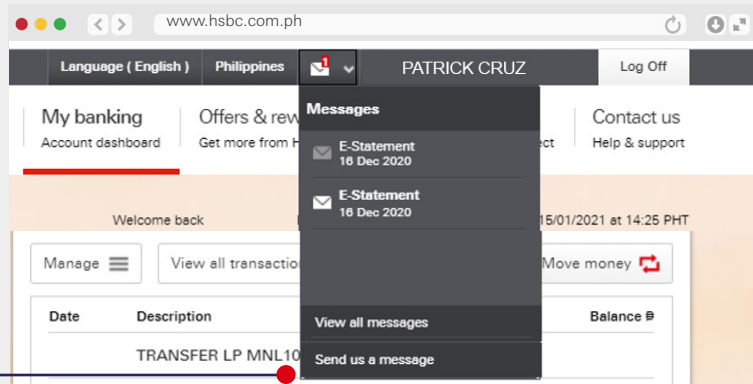 www.hsbc.com.ph
Language ( English ) Philippines 1 PATRICK CRUZ Log Off
My banking
Account dashboard
Offers & rew
Get more from H
ect
Contact us
Help & support
Messages
E-Statement
16 Dec 2020
E-Statement
16 Dec 2020
Welcome back
15/01/2021 at 14:25 PHT
Manage View all transactio Move money
Date Description Balance ₱
TRANSFER LP MNL10
View all messages
Send us a message